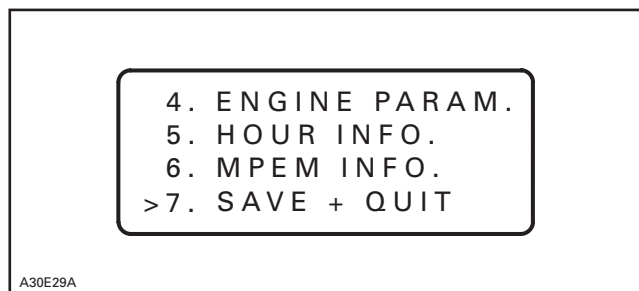 4. ENGINE PARAM.
5. HOUR INFO.
6. MPEM INFO.
>7. SAVE + QUIT
A30E29A